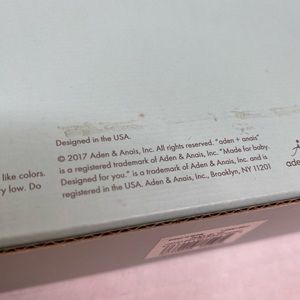 Designed in the USA.
© 2017 Aden & Anais, Inc. All rights reserved. "aden + anais"
is a registered trademark of Aden & Anais, Inc. "Made for baby.
Designed for you." is a trademark of Aden & Anais, Inc. and is
registered in the USA. Aden & Anais, Inc., Brooklyn, NY 11201
like colors.
ry low. Do
ade